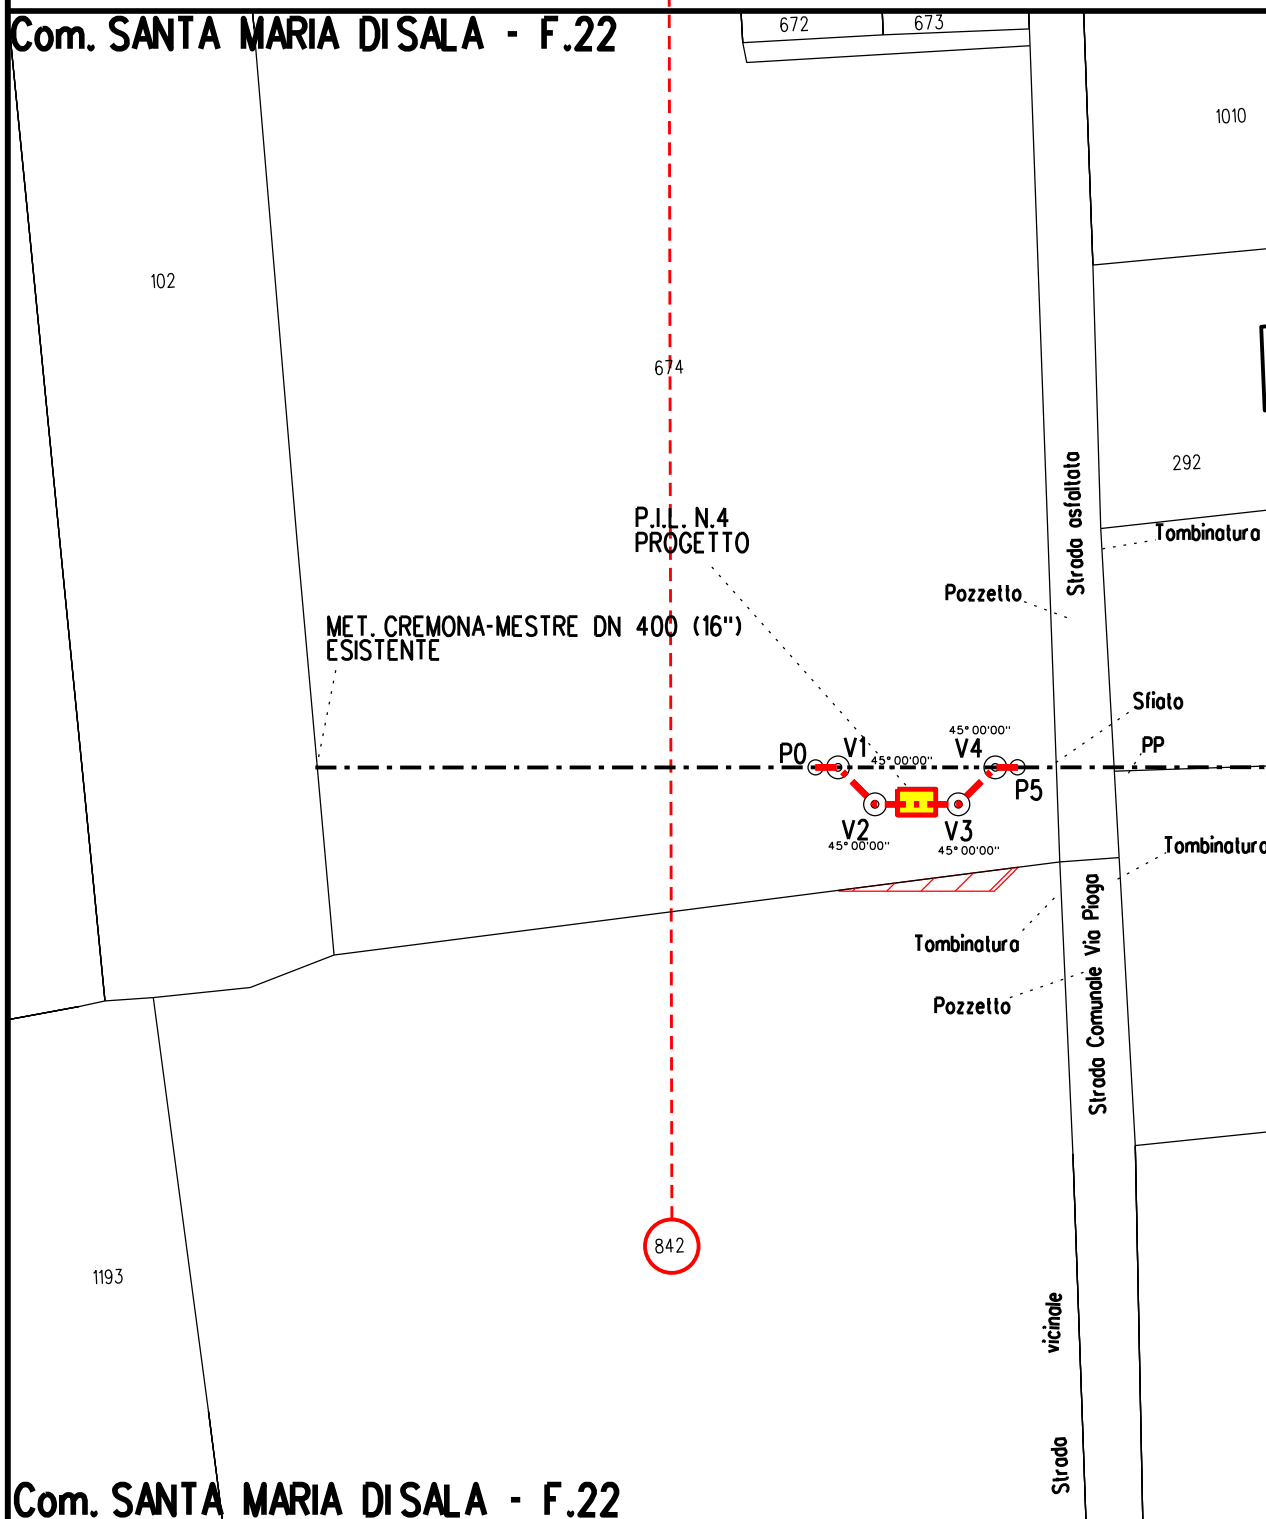 Com. SANTA MARIA DI SALA - F.22
672
673
1010
102
674
292
Strada asfaltata
P.I.L. N.4
PROGETTO
Tombinatura
Pozzetto
MET. CREMONA-MESTRE DN 400 (16")
ESISTENTE
Sfiato
45°00'00"
PP
P0
V1
45°00'00"
V4
P5
V2
45°00'00"
V3
45°00'00"
Tombinatura
Strada Comunale Via Pioga
Tombinatura
Pozzetto
842
1193
Strada vicinale
Com. SANTA MARIA DI SALA - F.22